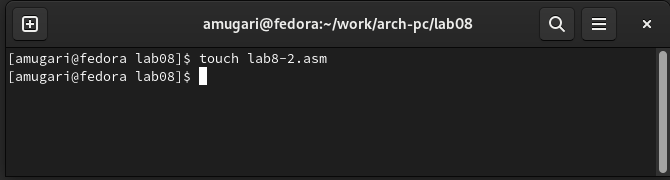 amugari@fedora:~/work/arch-pc/lab08
[amugari@fedora lab08]$ touch lab8-2.asm
[amugari@fedora lab08]$